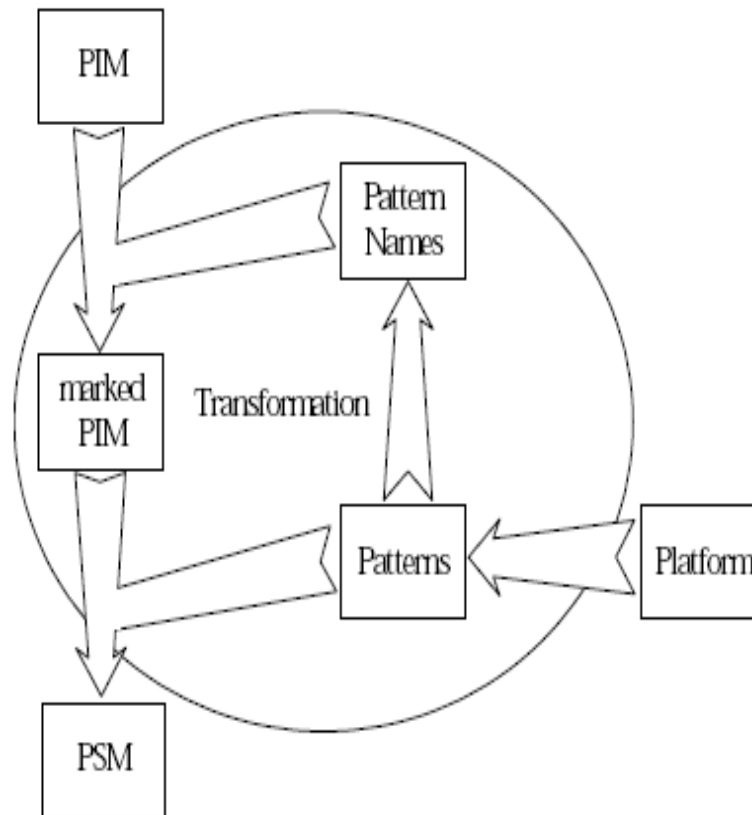 PIM
Pattern
Names
marked
PIM
Transformation
Patterns
Platform
PSM